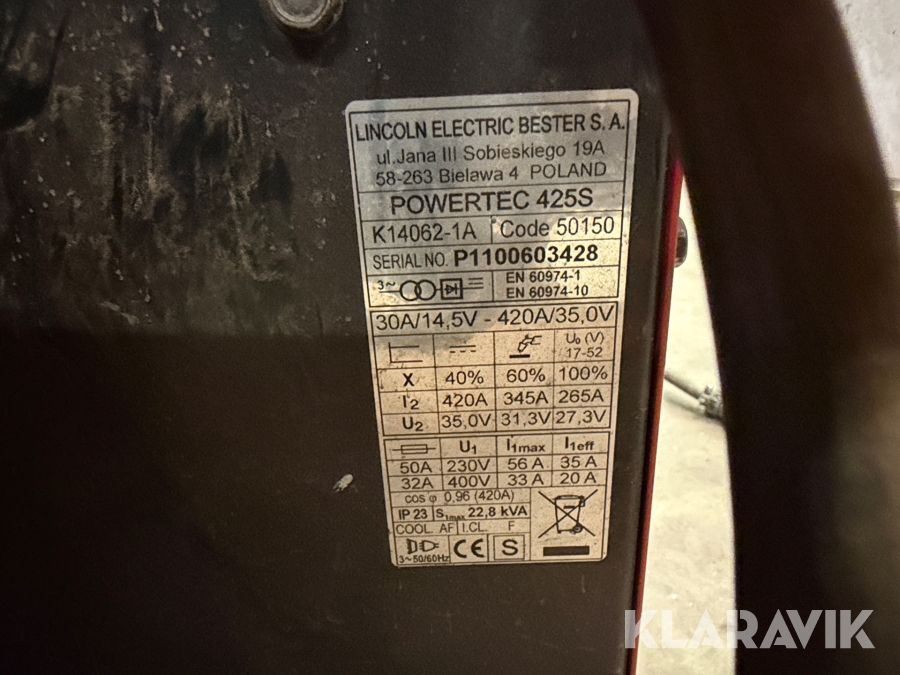 LINCOLN ELECTRIC BESTER S. A.
ul.Jana III Sobieskiego 19A
58-263 Bielawa 4 POLAND
POWERTEC 425S
K14062-1A Code 50150
SERIAL NO. P1100603428
3~ EN 60974-1
EN 60974-10
30A/14,5V - 420A/35,0V
U₀ (V)
17-52
X 40% 60% 100%
I₂ 420A 345A 265A
U₂ 35,0V 31,3V 27,3V
U₁ I₁max I₁eff
50A 230V 56 A 35 A
32A 400V 33 A 20 A
cos φ 0,96 (420A)
IP 23 S₁max 22,8 kVA
COOL. AF I.CL. F
3~50/60Hz CE S
KLARAVIK